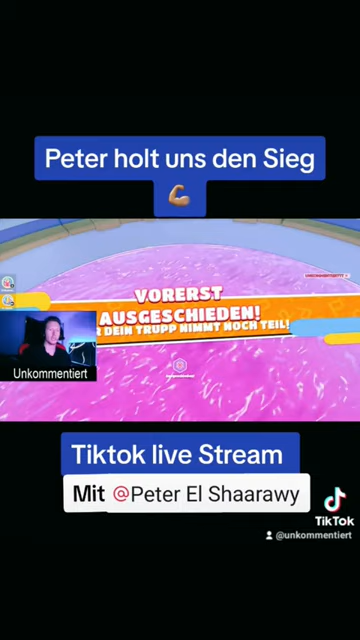 Peter holt uns den Sieg
💪🏽
VORERST
AUSGESCHIEDEN!
DEIN TRUPP NIMMT NOCH TEIL!
Unkommentiert
Tiktok live Stream
Mit @Peter El Shaarawy
TikTok
@unkommentiert